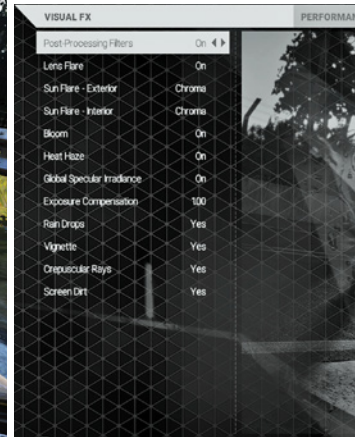 VISUAL FX
PERFORMAN
Post-Processing Filters On
Lens Flare On
Sun Flare - Exterior Chroma
Sun Flare - Interior Chroma
Bloom On
Heat Haze On
Global Specular Irradiance On
Exposure Compensation 1.00
Rain Drops Yes
Vignette Yes
Crepuscular Rays Yes
Screen Dirt Yes